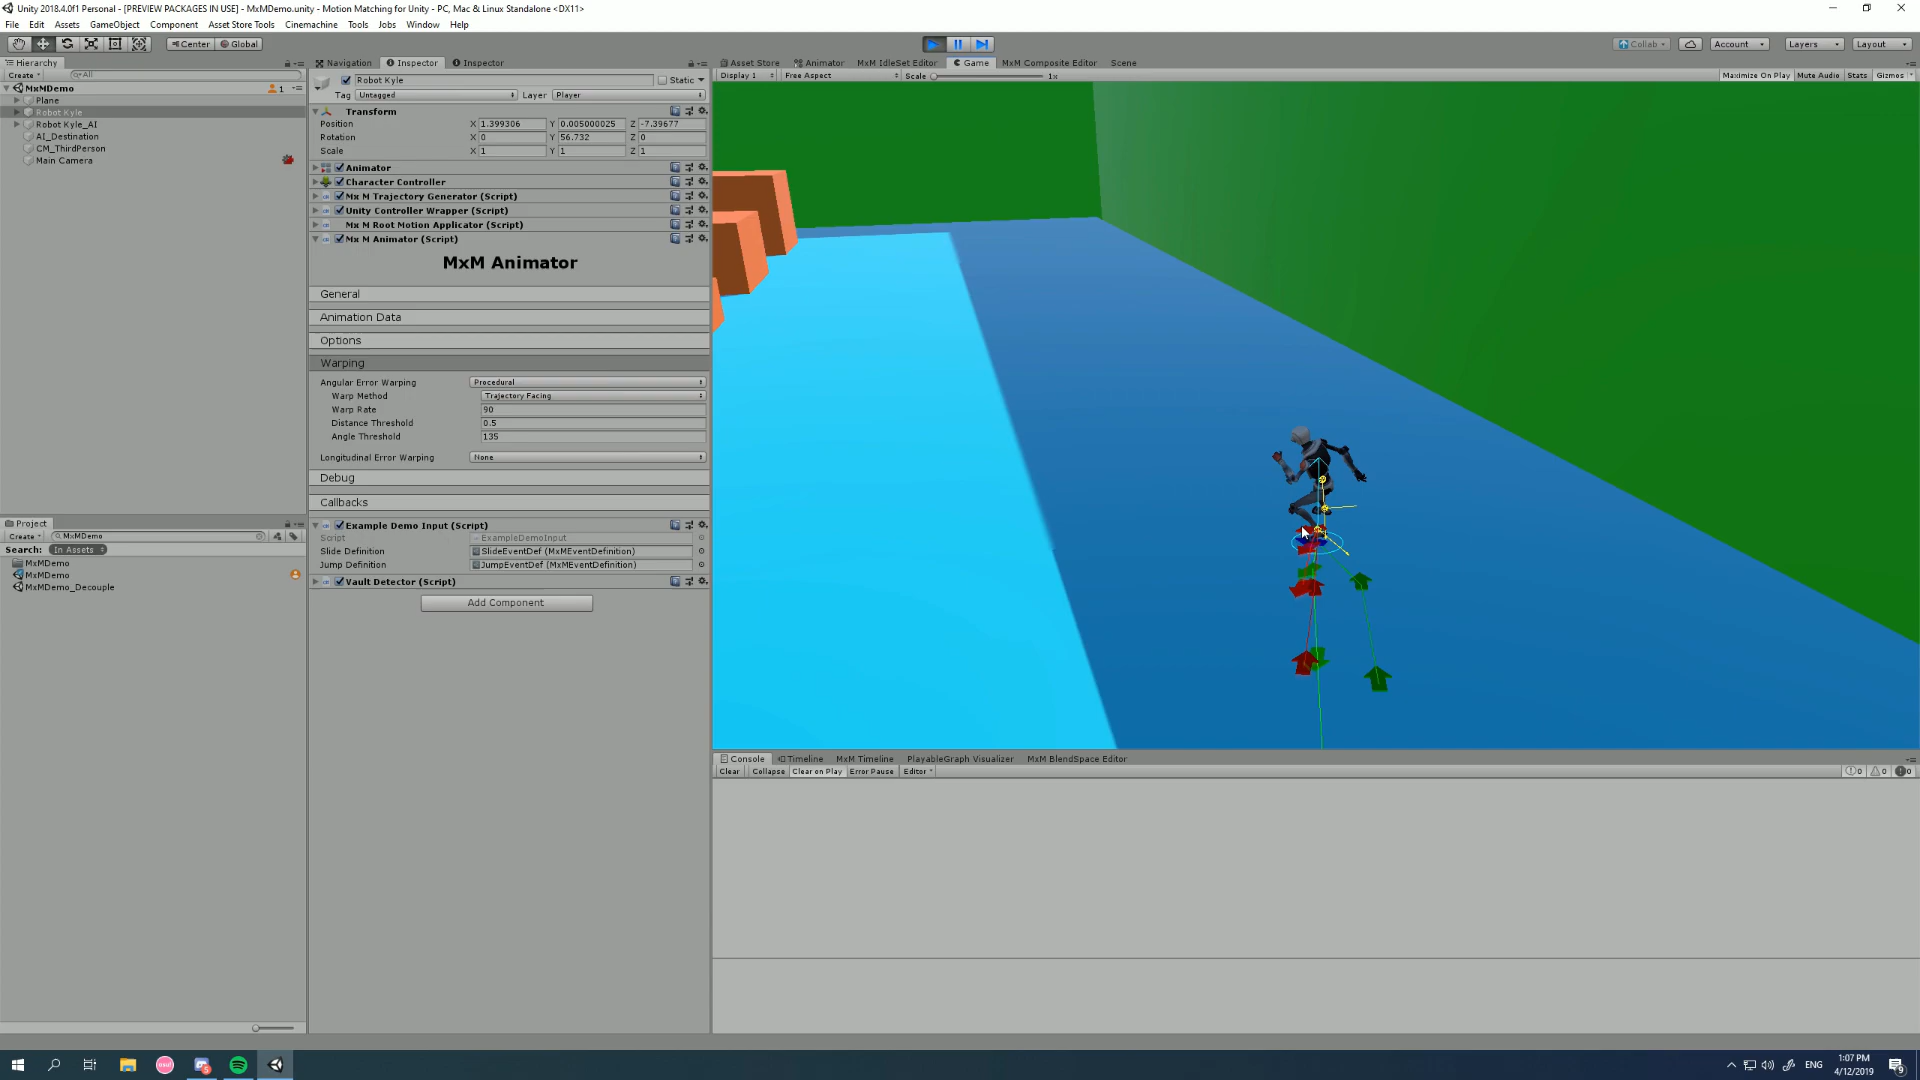 Unity 2018.4.0f1 Personal - [PREVIEW PACKAGES IN USE] - MxMDemo.unity - Motion Matching for Unity - PC, Mac & Linux Standalone <DX11>
File Edit Assets GameObject Component Asset Store Tools Cinemachine Tools Jobs Window Help
Center Global Collab Account Layers Layout
Hierarchy
Create All
MxMDemo 1
Plane
Robot Kyle
Robot Kyle_AI
AI_Destination
CM_ThirdPerson
Main Camera
Project
Create MxMDemo
Search: In Assets
MxMDemo
MxMDemo
MxMDemo_Decouple
Navigation Inspector Inspector
Robot Kyle Static
Tag Untagged Layer Player
Transform
Position X 1.399306 Y 0.005000025 Z -7.39677
Rotation X 0 Y 56.732 Z 0
Scale X 1 Y 1 Z 1
Animator
Character Controller
Mx M Trajectory Generator (Script)
Unity Controller Wrapper (Script)
Mx M Root Motion Applicator (Script)
Mx M Animator (Script)
MxM Animator
General
Animation Data
Options
Warping
Angular Error Warping Procedural
Warp Method Trajectory Facing
Warp Rate 90
Distance Threshold 0.5
Angle Threshold 135
Longitudinal Error Warping None
Debug
Callbacks
Example Demo Input (Script)
Script ExampleDemoInput
Slide Definition SlideEventDef (MxMEventDefinition)
Jump Definition JumpEventDef (MxMEventDefinition)
Vault Detector (Script)
Add Component
Asset Store Animator MxM IdleSet Editor Game MxM Composite Editor Scene
Display 1 Free Aspect Scale 1x Maximize On Play Mute Audio Stats Gizmos
Console Timeline MxM Timeline PlayableGraph Visualizer MxM BlendSpace Editor
Clear Collapse Clear on Play Error Pause Editor 0 0 0
ENG
1:07 PM
4/12/2019